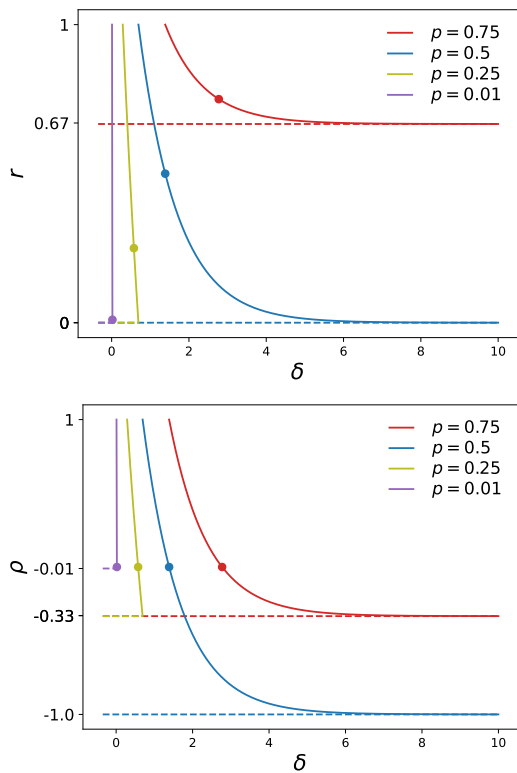 1
p = 0.75
p = 0.5
p = 0.25
p = 0.01
0.67
r
0
0 2 4 6 8 10
δ
1
p = 0.75
p = 0.5
p = 0.25
p = 0.01
-0.01
ρ
-0.33
-1.0
0 2 4 6 8 10
δ